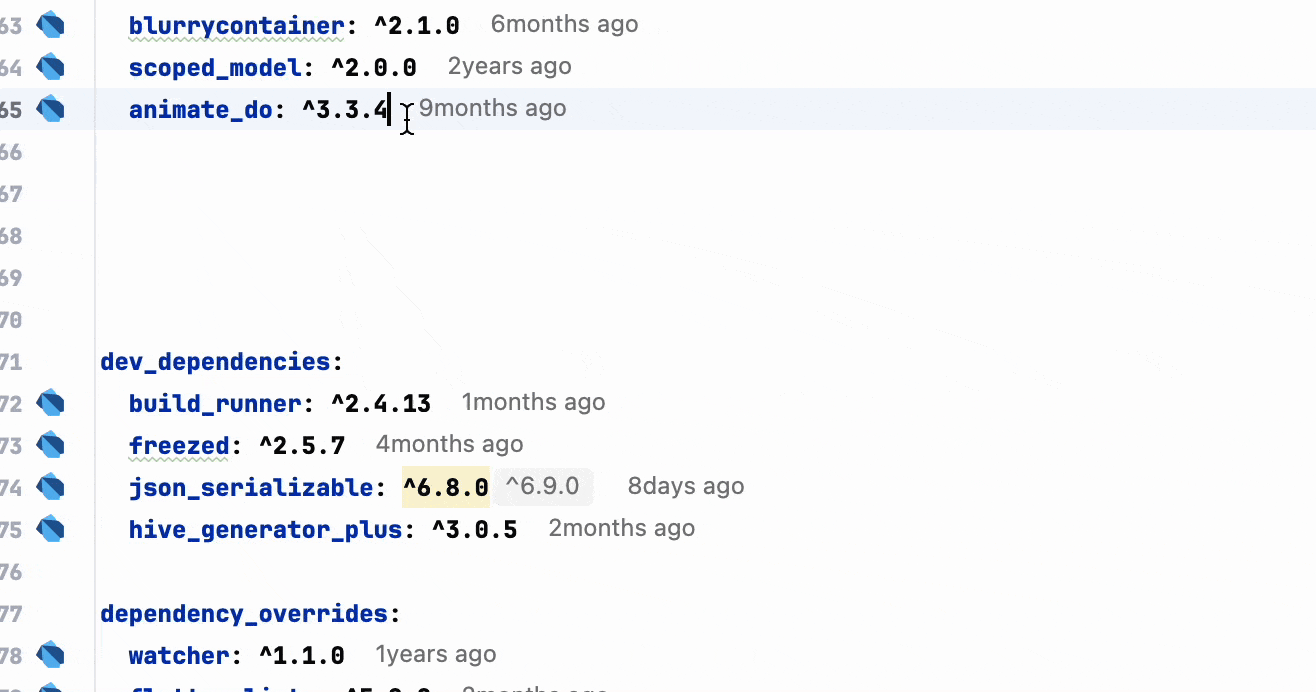 63 blurrycontainer: ^2.1.0 6months ago
64 scoped_model: ^2.0.0 2years ago
65 animate_do: ^3.3.4 9months ago
66
67
68
69
70
71 dev_dependencies:
72 build_runner: ^2.4.13 1months ago
73 freezed: ^2.5.7 4months ago
74 json_serializable: ^6.8.0 ^6.9.0 8days ago
75 hive_generator_plus: ^3.0.5 2months ago
76
77 dependency_overrides:
78 watcher: ^1.1.0 1years ago